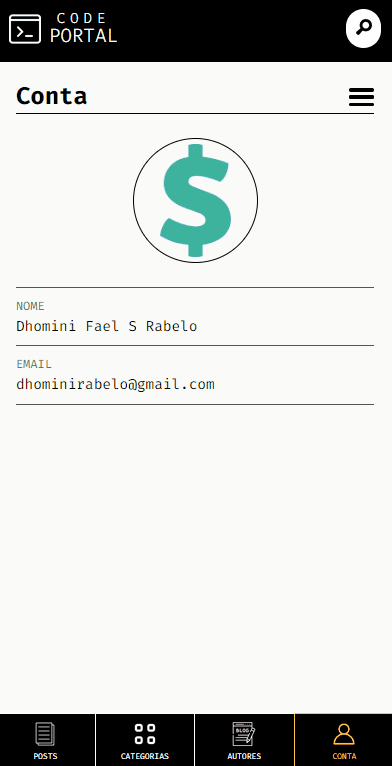 CODE
PORTAL
Conta
$
NOME
Dhomini Fael S Rabelo
EMAIL
dhominirabelo@gmail.com
BLOG
POSTS
CATEGORIAS
AUTORES
CONTA